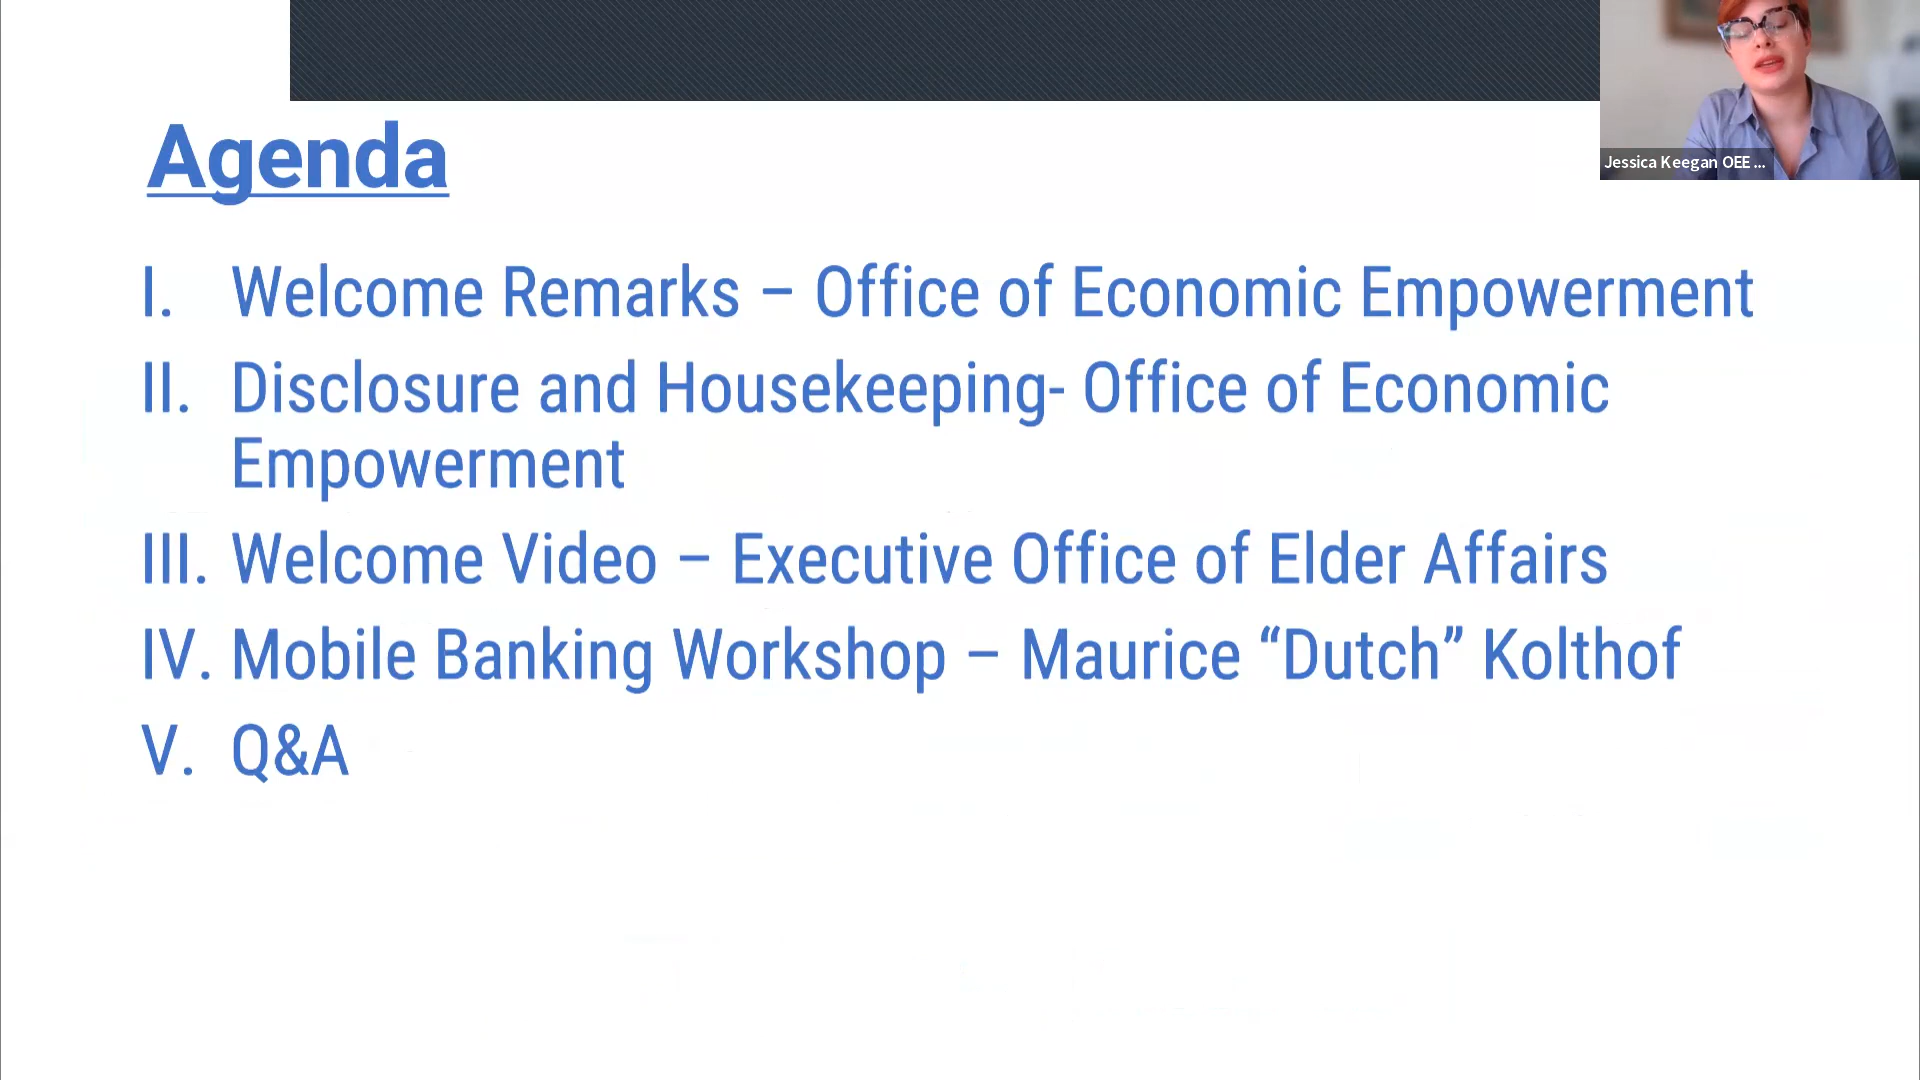 Agenda
Jessica Keegan OEE ...
I. Welcome Remarks – Office of Economic Empowerment
II. Disclosure and Housekeeping- Office of Economic
Empowerment
III. Welcome Video – Executive Office of Elder Affairs
IV. Mobile Banking Workshop – Maurice “Dutch” Kolthof
V. Q&A